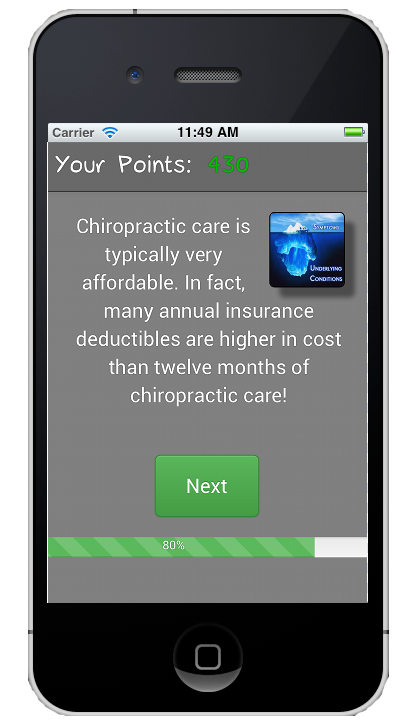 Carrier 11:49 AM
Your Points: 430
Chiropractic care is
typically very
affordable. In fact,
many annual insurance
deductibles are higher in cost
than twelve months of
chiropractic care!
Symptoms
Underlying
Conditions
Next
80%